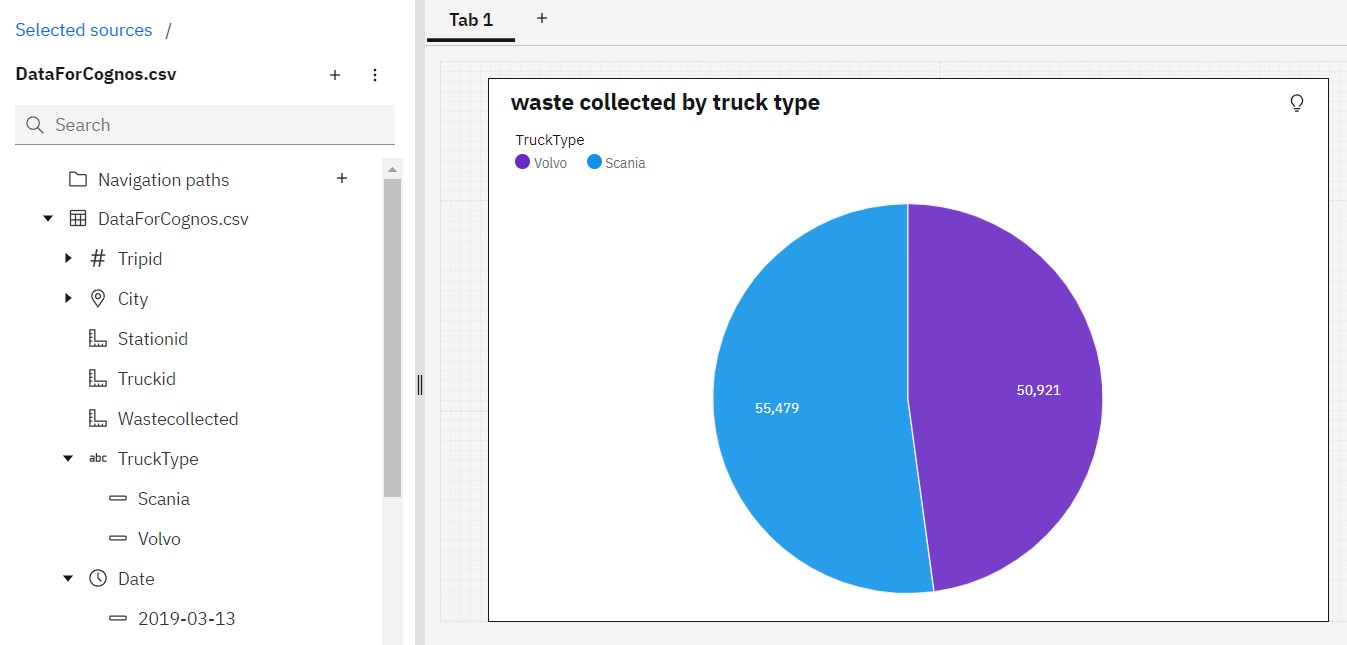 Selected sources /
DataForCognos.csv
Search
Navigation paths
DataForCognos.csv
Tripid
City
Stationid
Truckid
Wastecollected
abc TruckType
Scania
Volvo
Date
2019-03-13
Tab 1
waste collected by truck type
TruckType
Volvo Scania
50,921
55,479